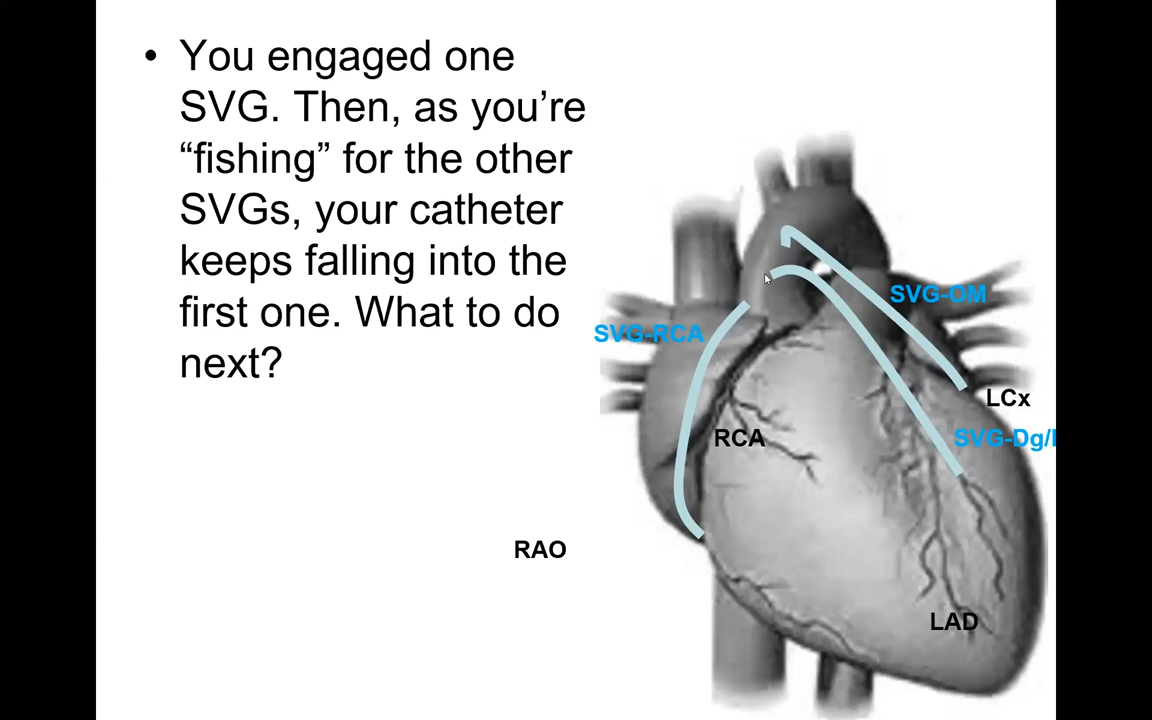 • You engaged one
SVG. Then, as you’re
“fishing” for the other
SVGs, your catheter
keeps falling into the
first one. What to do
next?
SVG-OM
SVG-RCA
LCx
RCA
RAO
LAD